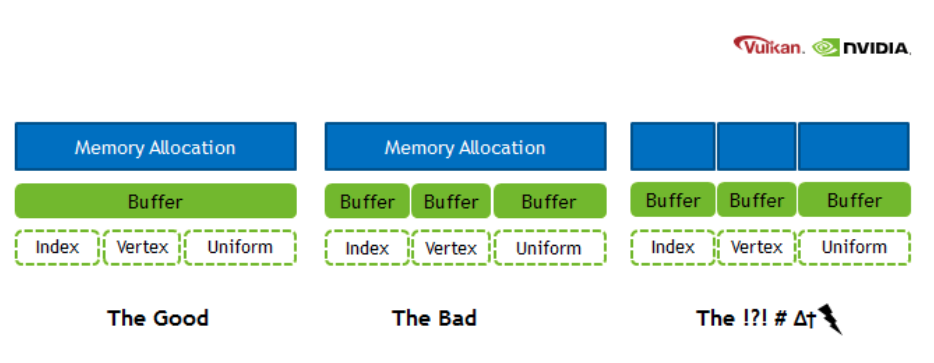 Vulkan. NVIDIA.
Memory Allocation Memory Allocation
Buffer Buffer Buffer Buffer Buffer Buffer Buffer
Index Vertex Uniform Index Vertex Uniform Index Vertex Uniform
The Good The Bad The !?! # Δ†